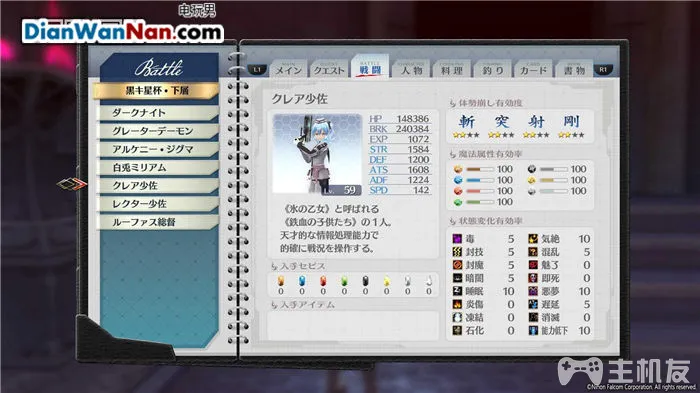 电玩男
DianWanNan.com
Battle
L1
メイン
クエスト
BATTLE
戦闘
人物
料理
釣り
カード
書物
R1
黒キ星杯・下層
ダークナイト
グレーターデーモン
アルケニー・ジグマ
白兎ミリアム
クレア少佐
レクター少佐
ルーファス総督
クレア少佐
59
HP 148386
BRK 240384
EXP 1072
STR 1584
DEF 1200
ATS 1608
ADF 1224
SPD 142
《氷の乙女》と呼ばれる
《鉄血の子供たち》の１人。
天才的な情報処理能力で
的確に戦況を操作する。
入手セピス
0 0 0 0 0 0 0
入手アイテム
体勢崩し有効度
斬 突 射 剛
魔法属性有効率
100 100
100 100
100 100
100
状態変化有効率
毒 5 気絶 10
封技 5 混乱 5
封魔 5 魅了 0
暗闇 5 即死 0
睡眠 10 悪夢 10
炎傷 0 遅延 5
凍結 0 消滅 0
石化 0 能力低下 10
主机友
©Nihon Falcom Corporation. All rights reserved.